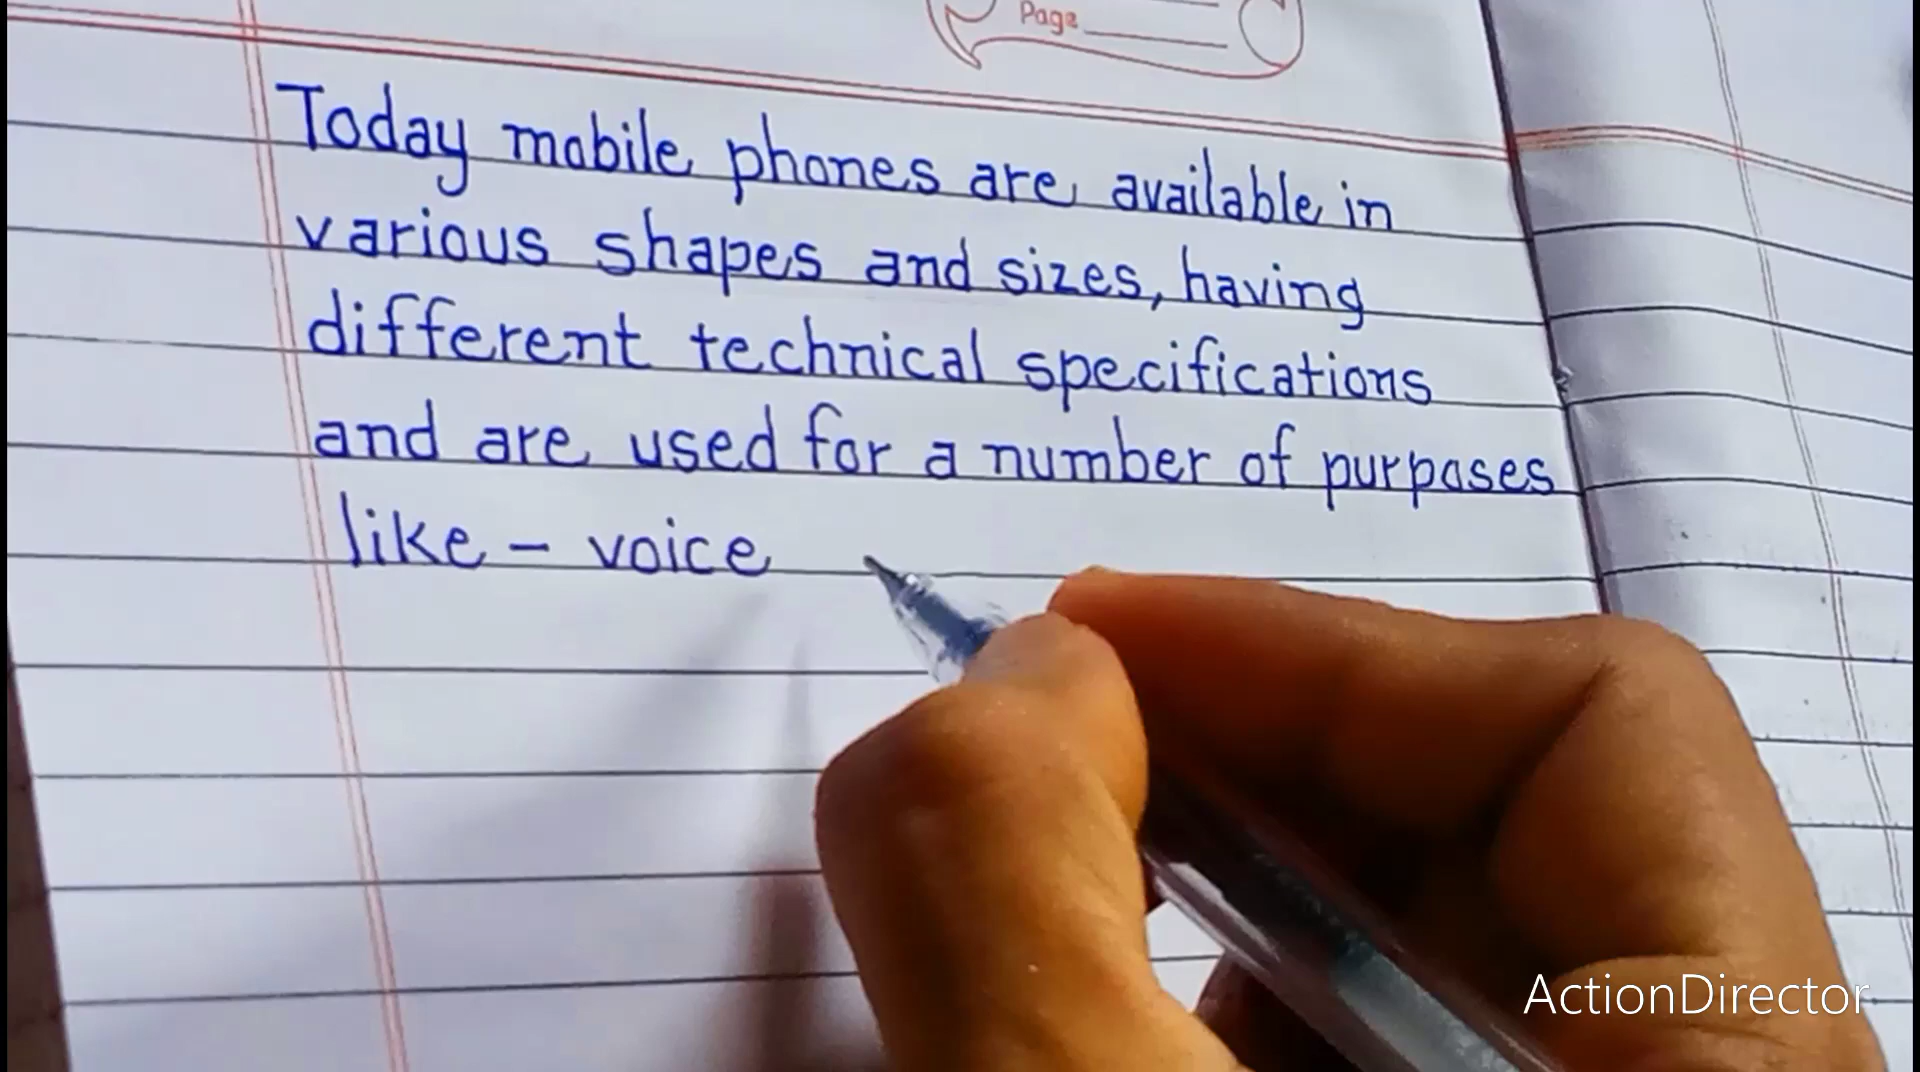 Page
Today mobile phones are available in
various shapes and sizes, having
different technical specifications
and are used for a number of purposes
like - voice
ActionDirector